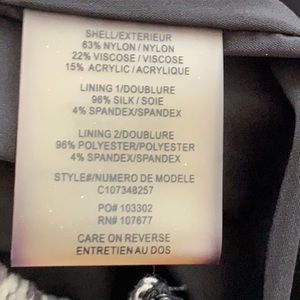 SHELL/EXTERIEUR
63% NYLON / NYLON
22% VISCOSE / VISCOSE
15% ACRYLIC / ACRYLIQUE
LINING 1/DOUBLURE
96% SILK / SOIE
4% SPANDEX/SPANDEX
LINING 2/DOUBLURE
96% POLYESTER/POLYESTER
4% SPANDEX/SPANDEX
STYLE#/NUMERO DE MODELE
C107348257
PO# 103302
RN# 107677
CARE ON REVERSE
ENTRETIEN AU DOS